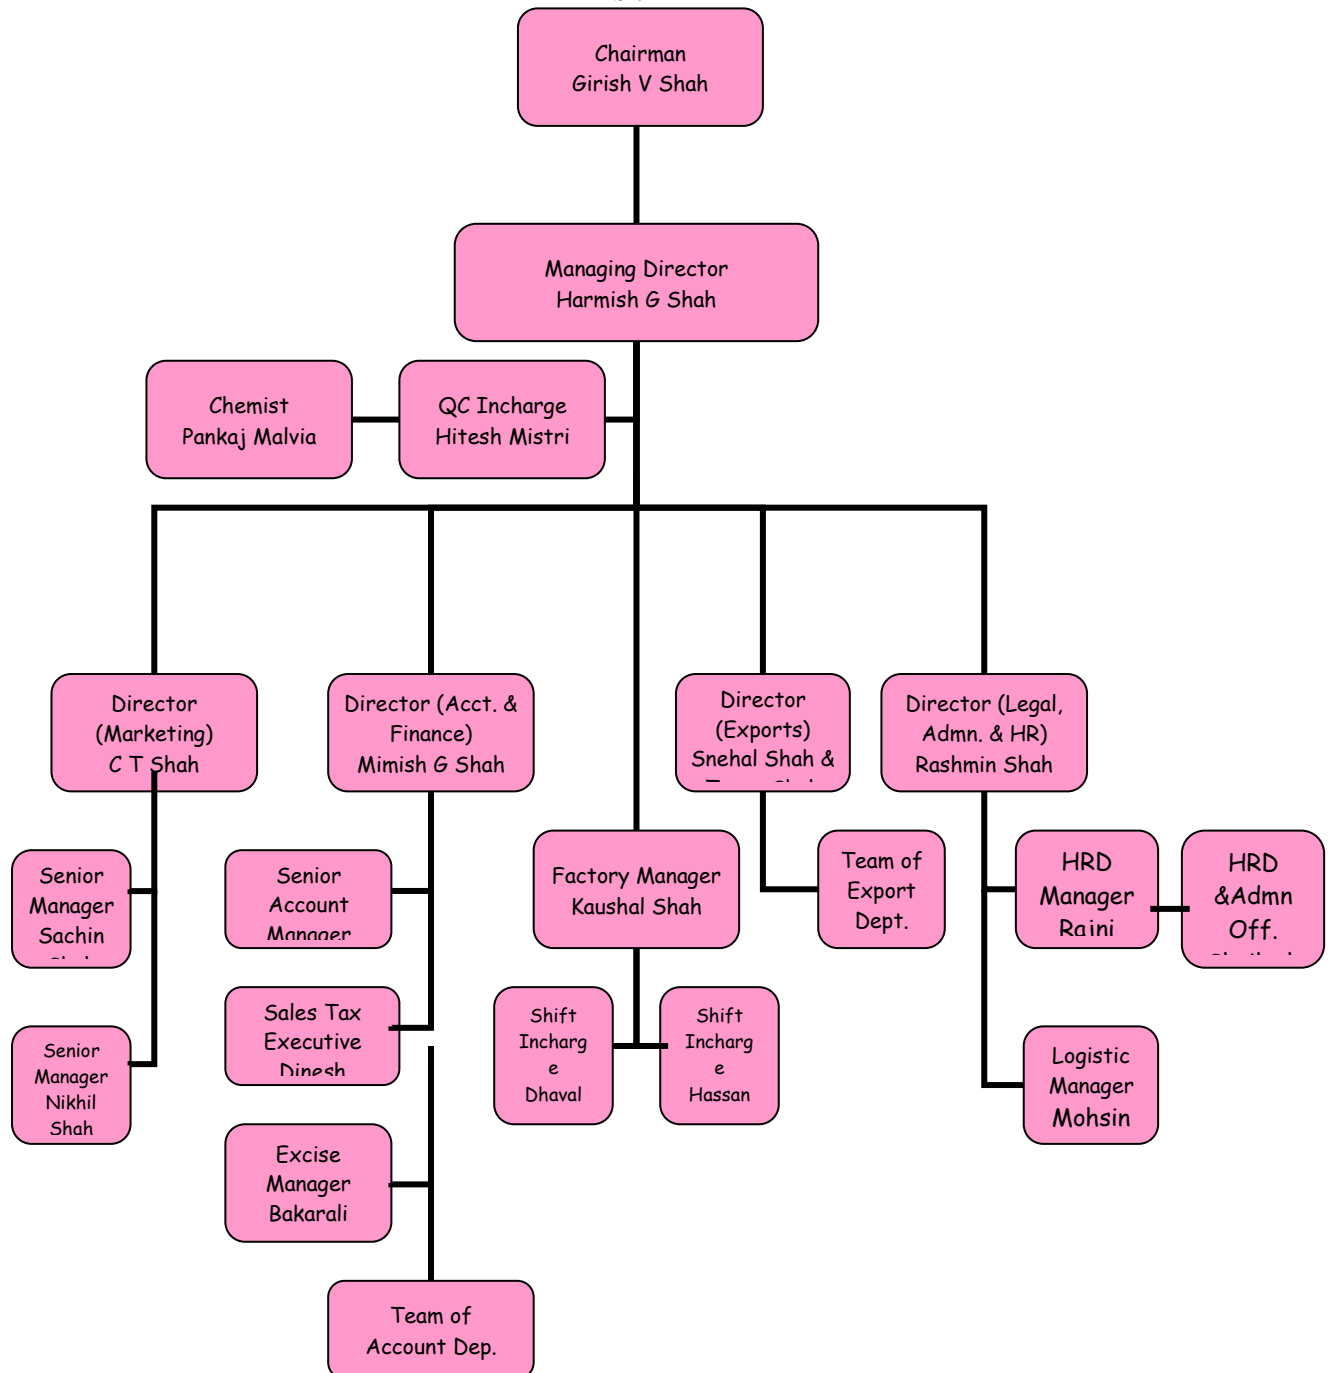 Chairman
Girish V Shah
Managing Director
Harmish G Shah
Chemist
Pankaj Malvia
QC Incharge
Hitesh Mistri
Director
(Marketing)
C T Shah
Director (Acct. &
Finance)
Mimish G Shah
Director
(Exports)
Snehal Shah &
Director (Legal,
Admn. & HR)
Rashmin Shah
Senior
Manager
Sachin
Senior
Account
Manager
Factory Manager
Kaushal Shah
Team of
Export
Dept.
HRD
Manager
HRD
&Admn
Off.
Sales Tax
Executive
Dinesh
Shift
Incharg
e
Dhaval
Shift
Incharg
e
Hassan
Senior
Manager
Nikhil
Shah
Logistic
Manager
Mohsin
Excise
Manager
Bakarali
Team of
Account Dep.